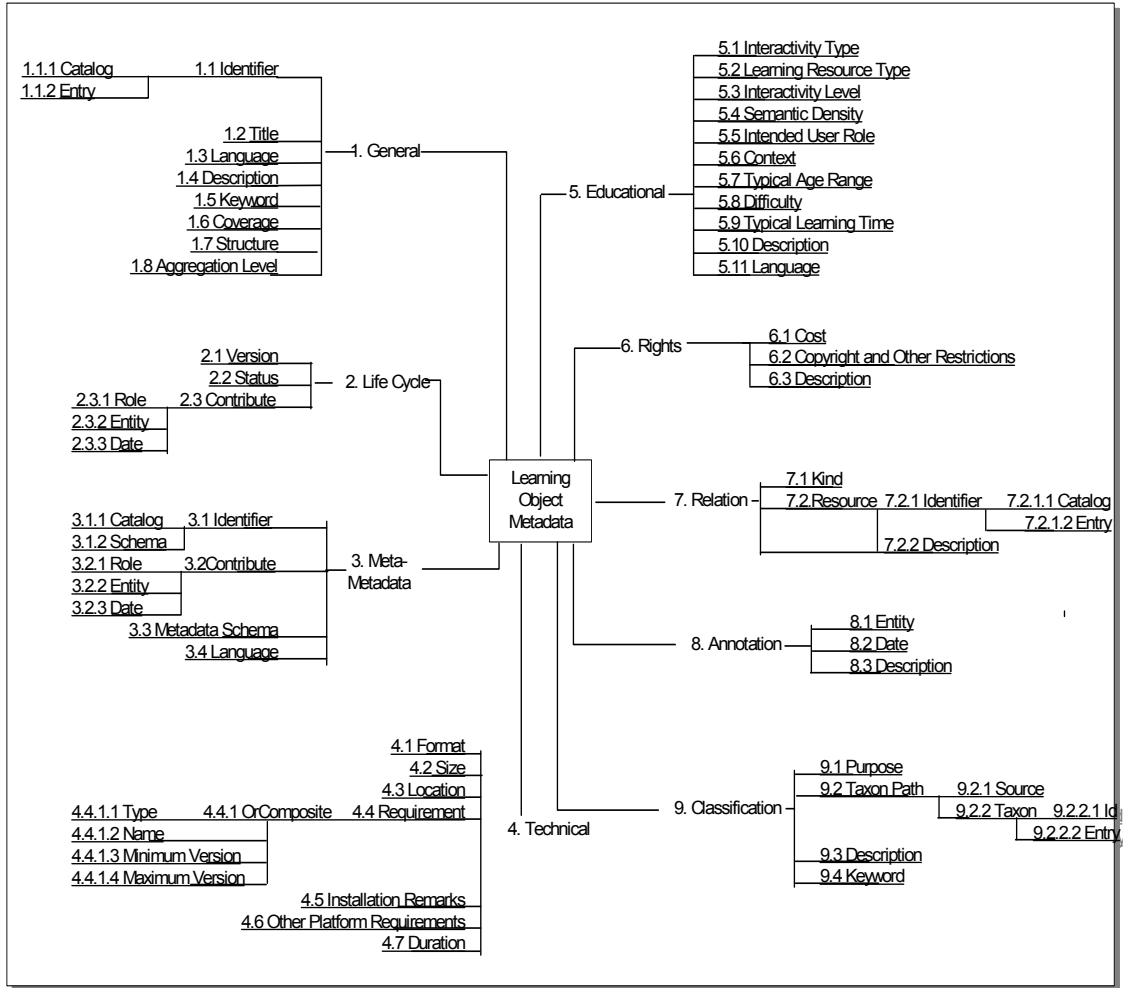 1.1.1 Catalog
1.1 Identifier
1.1.2 Entry
1.2 Title
1.3 Language
1. General
1.4 Description
1.5 Keyword
1.6 Coverage
1.7 Structure
1.8 Aggregation Level
2.1 Version
2.2 Status
2. Life Cycle
2.3.1 Role
2.3 Contribute
2.3.2 Entity
2.3.3 Date
3.1.1 Catalog
3.1 Identifier
3.1.2 Schema
3.2.1 Role
3.2Contribute
3. Meta-
Metadata
3.2.2 Entity
3.2.3 Date
3.3 Metadata Schema
3.4 Language
4.1 Format
4.2 Size
4.3 Location
4.4.1.1 Type
4.4.1 OrComposite
4.4 Requirement
4. Technical
4.4.1.2 Name
4.4.1.3 Minimum Version
4.4.1.4 Maximum Version
4.5 Installation Remarks
4.6 Other Platform Requirements
4.7 Duration
Learning
Object
Metadata
5.1 Interactivity Type
5.2 Learning Resource Type
5.3 Interactivity Level
5.4 Semantic Density
5.5 Intended User Role
5.6 Context
5. Educational
5.7 Typical Age Range
5.8 Difficulty
5.9 Typical Learning Time
5.10 Description
5.11 Language
6.1 Cost
6. Rights
6.2 Copyright and Other Restrictions
6.3 Description
7.1 Kind
7. Relation
7.2.Resource
7.2.1 Identifier
7.2.1.1 Catalog
7.2.1.2 Entry
7.2.2 Description
8.1 Entity
8. Annotation
8.2 Date
8.3 Description
9.1 Purpose
9.2 Taxon Path
9.2.1 Source
9. Classification
9.2.2 Taxon
9.2.2.1 Id
9.2.2.2 Entry
9.3 Description
9.4 Keyword